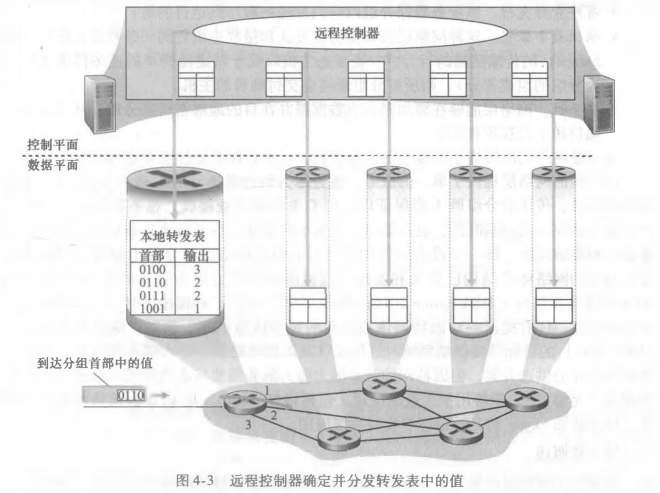 远程控制器
控制平面
数据平面
本地转发表
首部 输出
0100 3
0110 2
0111 2
1001 1
到达分组首部中的值
0110
1
2
3
图 4-3 远程控制器确定并分发转发表中的值